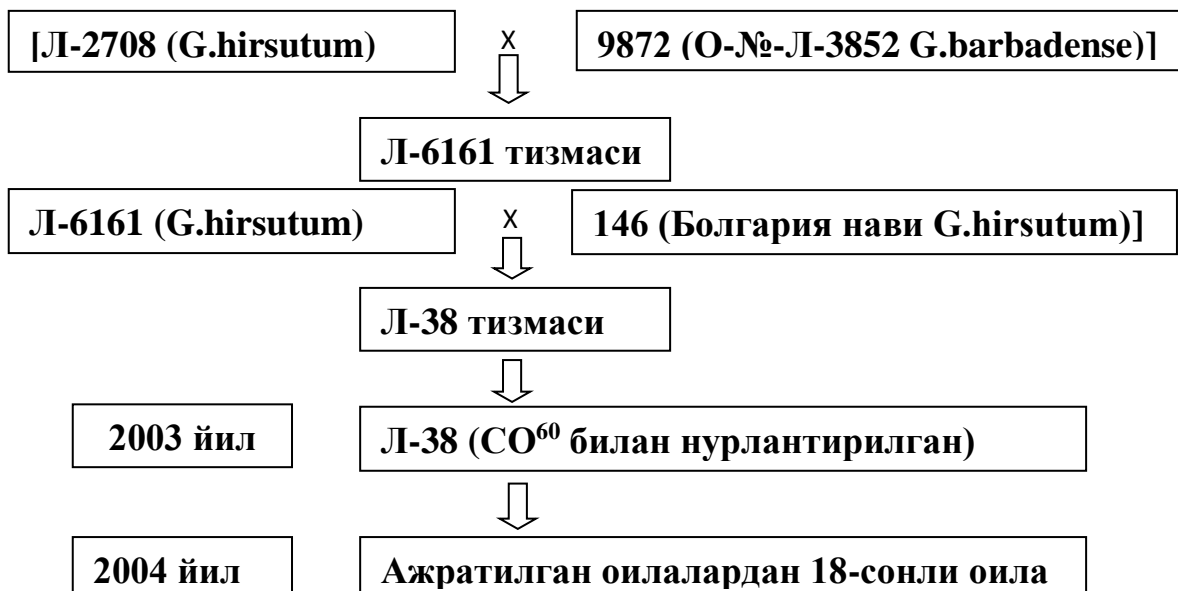 [Л-2708 (G.hirsutum) X 9872 (О-№-Л-3852 G.barbadense)]
Л-6161 тизмаси
Л-6161 (G.hirsutum) X 146 (Болгария нави G.hirsutum)]
Л-38 тизмаси
2003 йил Л-38 (СО⁶⁰ билан нурлантирилган)
2004 йил Ажратилган оилалардан 18-сонли оила